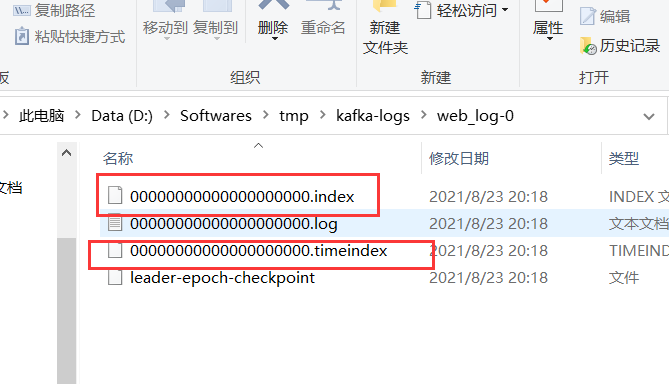 复制路径
粘贴快捷方式
移动到 复制到
删除 重命名
组织
新建
文件夹
轻松访问
新建
属性
编辑
历史记录
打开
此电脑 > Data (D:) > Softwares > tmp > kafka-logs > web_log-0
名称 修改日期 类型
文档
00000000000000000000.index 2021/8/23 20:18 INDEX 文
00000000000000000000.log 2021/8/23 20:18 文本文档
00000000000000000000.timeindex 2021/8/23 20:18 TIMEIND
leader-epoch-checkpoint 2021/8/23 20:18 文件